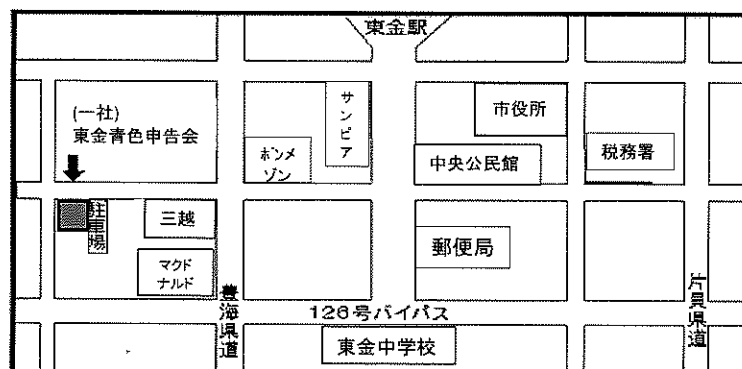 東金駅
(一社)
東金青色申告会
サンピア
ボンメ
ゾン
市役所
中央公民館
税務署
駐車場
三越
マクド
ナルド
郵便局
豊海県道
片貝県道
126号バイパス
東金中学校